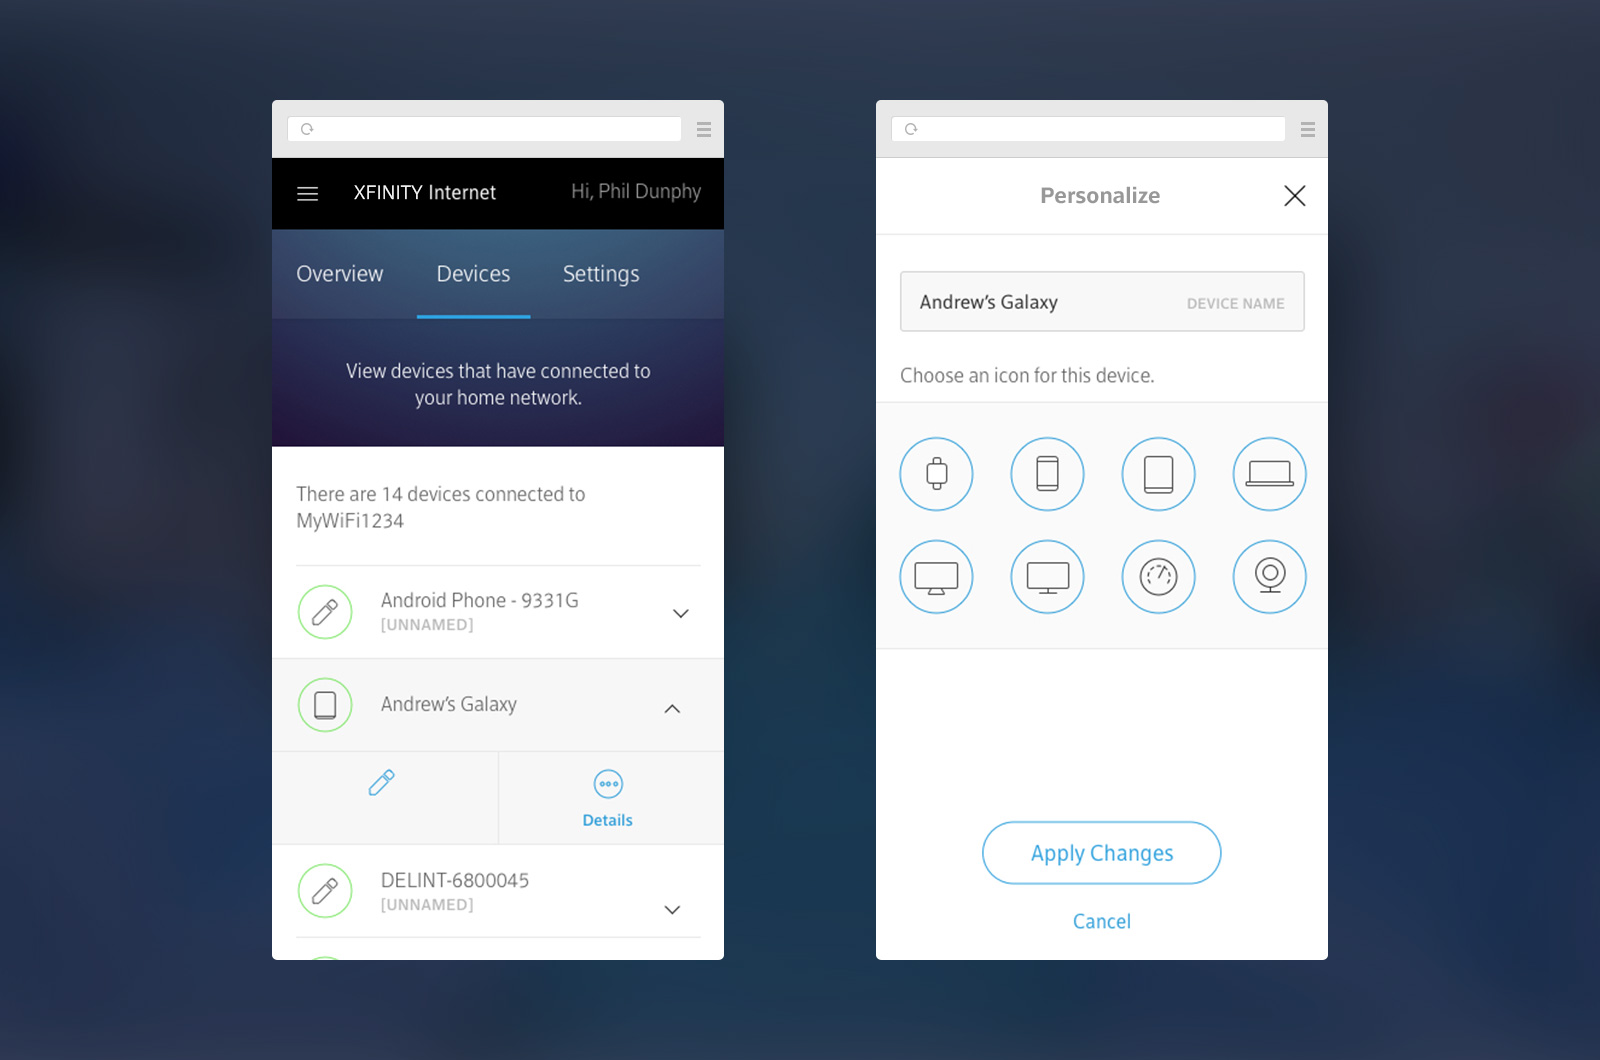 XFINITY Internet
Hi, Phil Dunphy
Overview
Devices
Settings
View devices that have connected to
your home network.
There are 14 devices connected to
MyWiFi1234
Android Phone - 9331G
[UNNAMED]
Andrew’s Galaxy
Details
DELINT-6800045
[UNNAMED]
Personalize
Andrew’s Galaxy
DEVICE NAME
Choose an icon for this device.
Apply Changes
Cancel